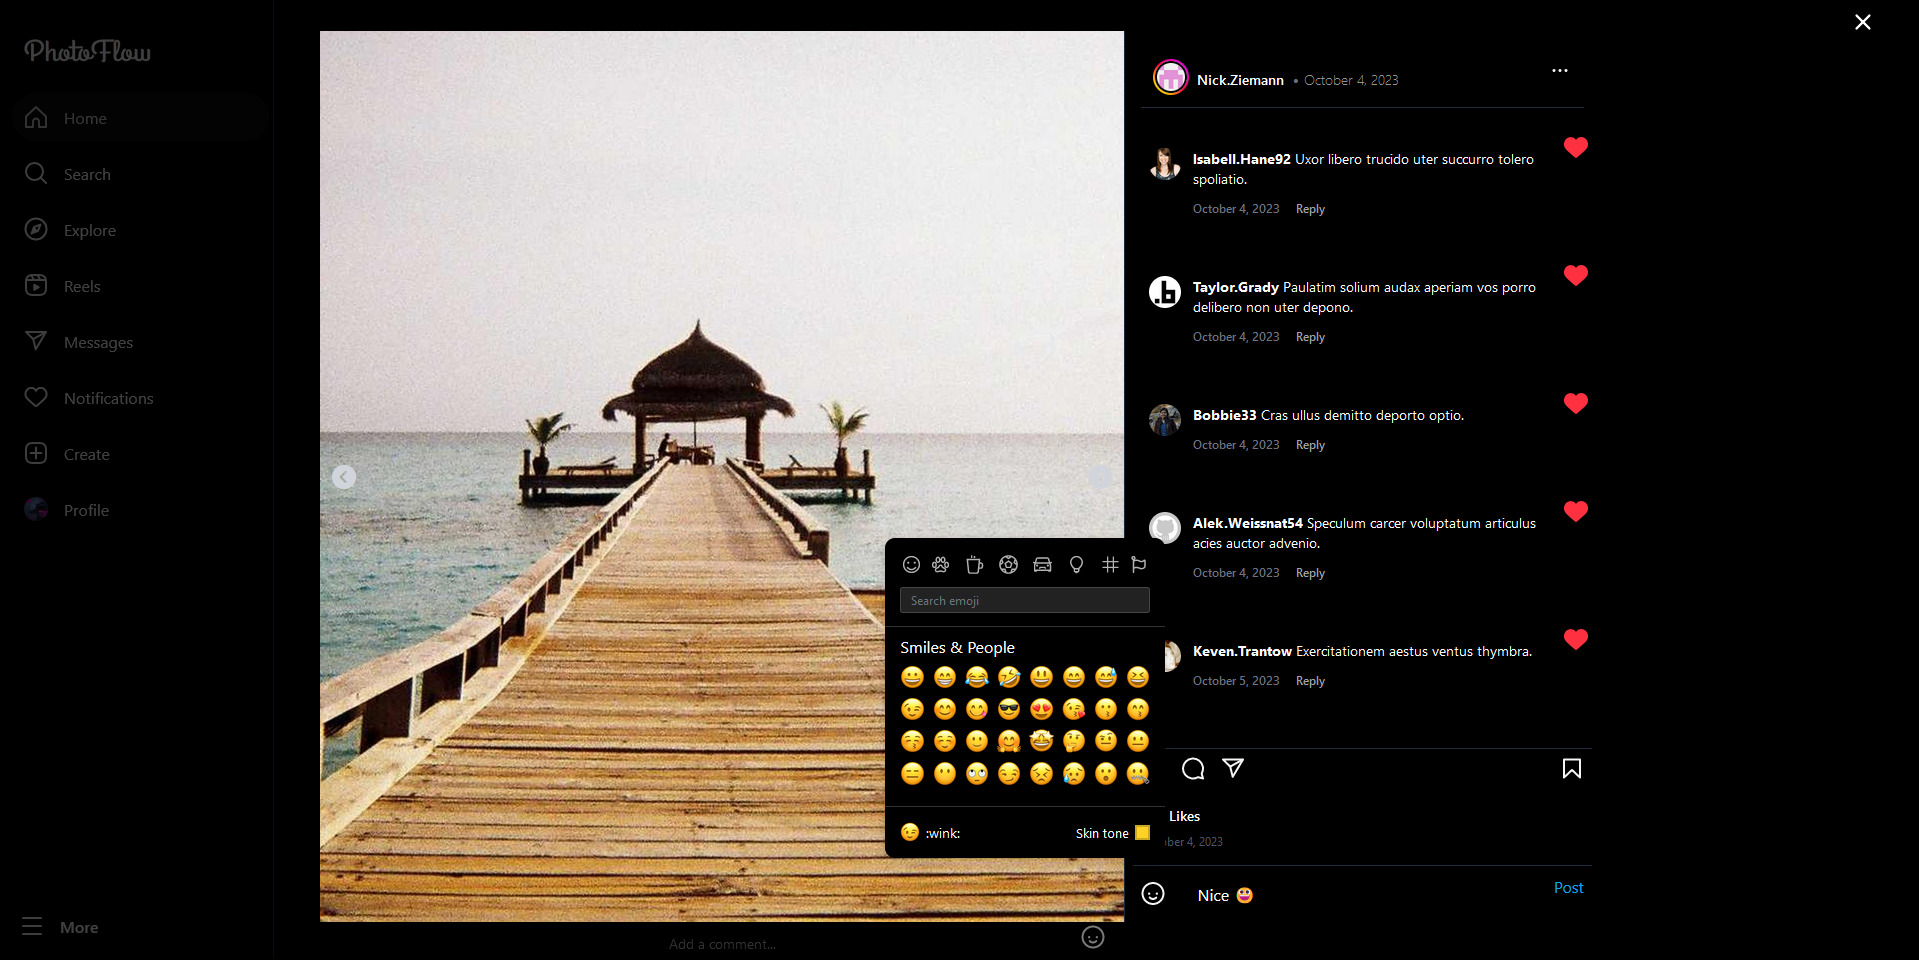 PhotoFlow
Home
Search
Explore
Reels
Messages
Notifications
Create
Profile
More
Nick.Ziemann • October 4, 2023
Isabell.Hane92 Uxor libero trucido uter succurro tolero
spoliatio.
October 4, 2023 Reply
Taylor.Grady Paulatim solium audax aperiam vos porro
delibero non uter depono.
October 4, 2023 Reply
Bobbie33 Cras ullus demitto deporto optio.
October 4, 2023 Reply
Alek.Weissnat54 Speculum carcer voluptatum articulus
acies auctor advenio.
October 4, 2023 Reply
Keven.Trantow Exercitationem aestus ventus thymbra.
October 5, 2023 Reply
Search emoji
Smiles & People
:wink: Skin tone
Likes
ber 4, 2023
Nice 😃
Post
Add a comment...